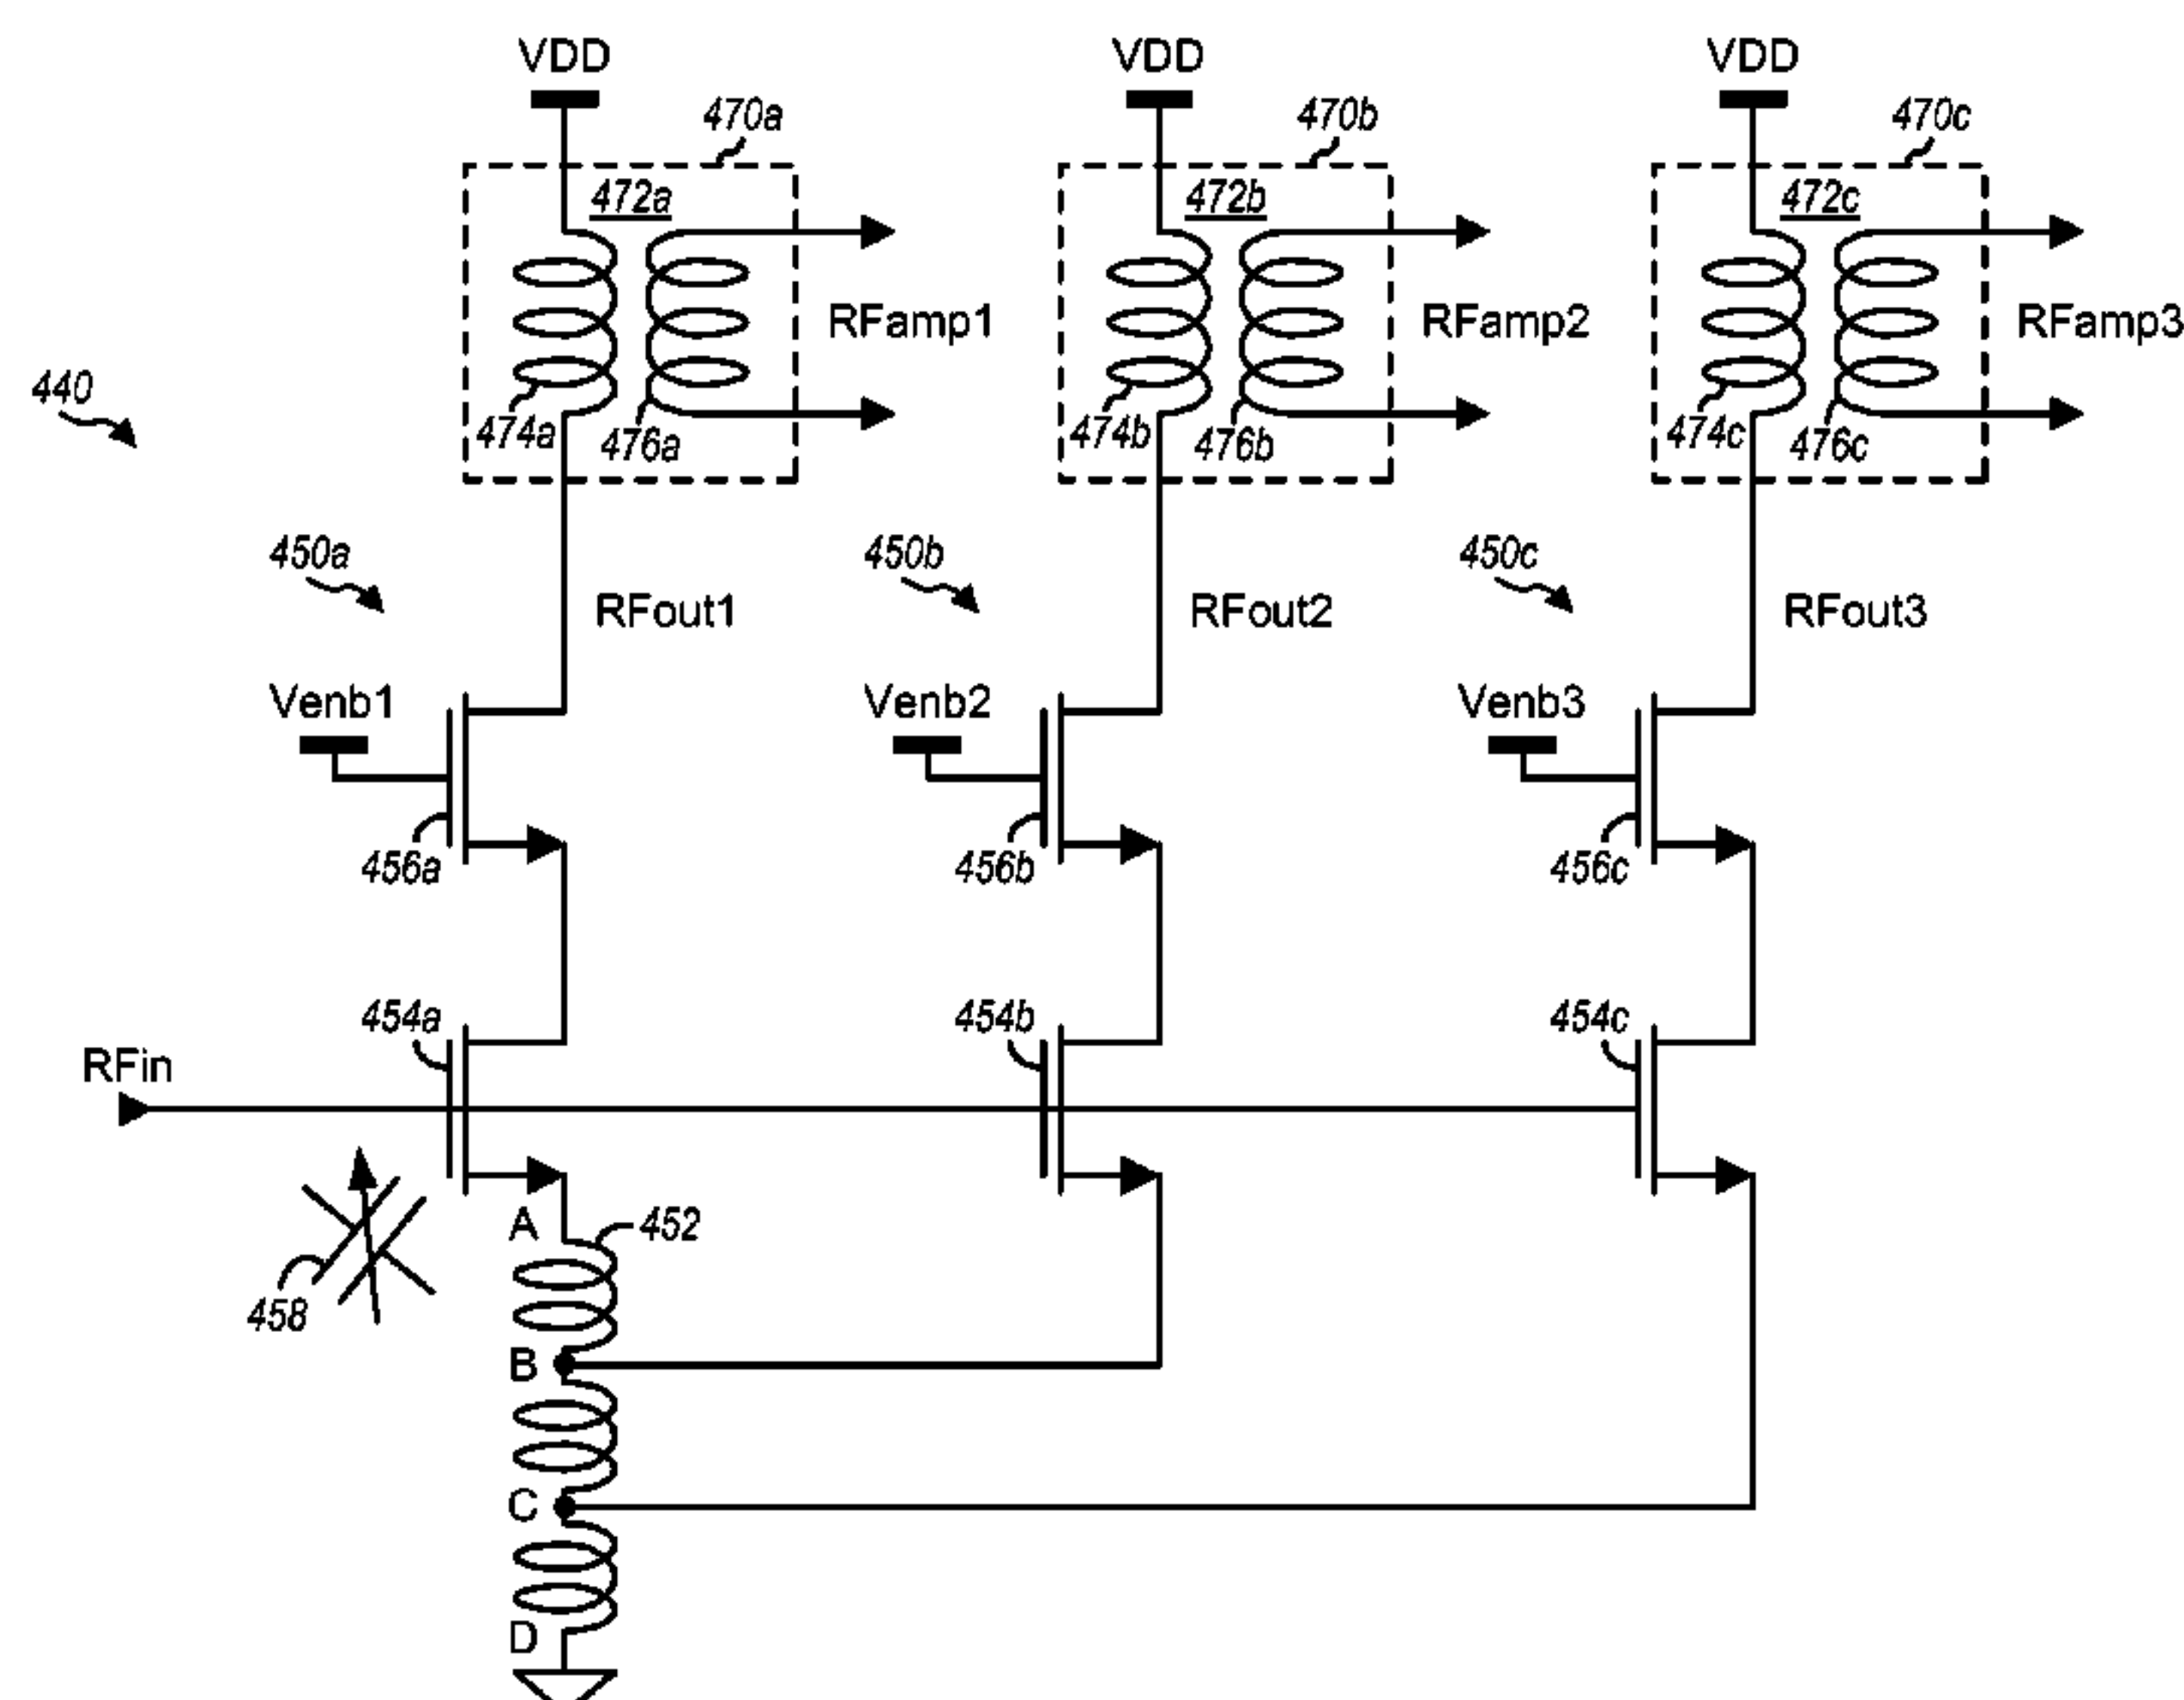 VDD VDD VDD
470a 470b 470c
472a 472b 472c
RFamp1 RFamp2 RFamp3
440
474a 476a 474b 476b 474c 476c
450a 450b 450c
RFout1 RFout2 RFout3
Venb1 Venb2 Venb3
456a 456b 456c
454a 454b 454c
RFin
A 452
458
B
C
D